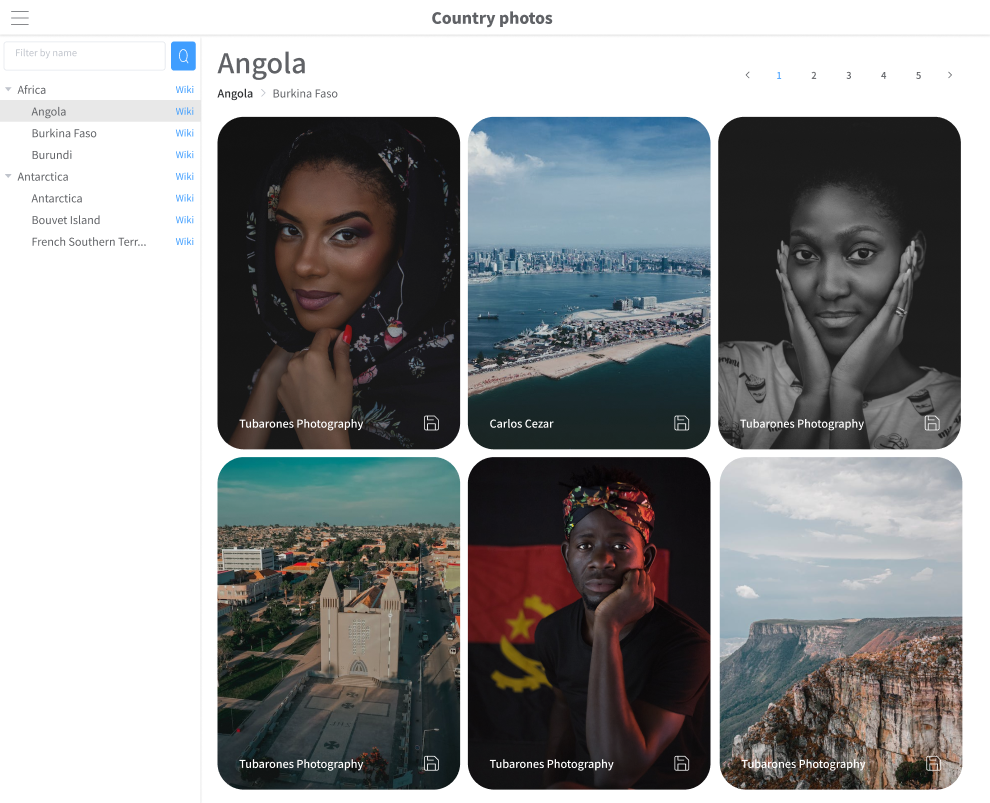 Country photos
Filter by name
Africa Wiki
Angola Wiki
Burkina Faso Wiki
Burundi Wiki
Antarctica Wiki
Antarctica Wiki
Bouvet Island Wiki
French Southern Terr... Wiki
Angola
Angola > Burkina Faso
< 1 2 3 4 5 >
Tubarones Photography
Carlos Cezar
Tubarones Photography
Tubarones Photography
Tubarones Photography
Tubarones Photography